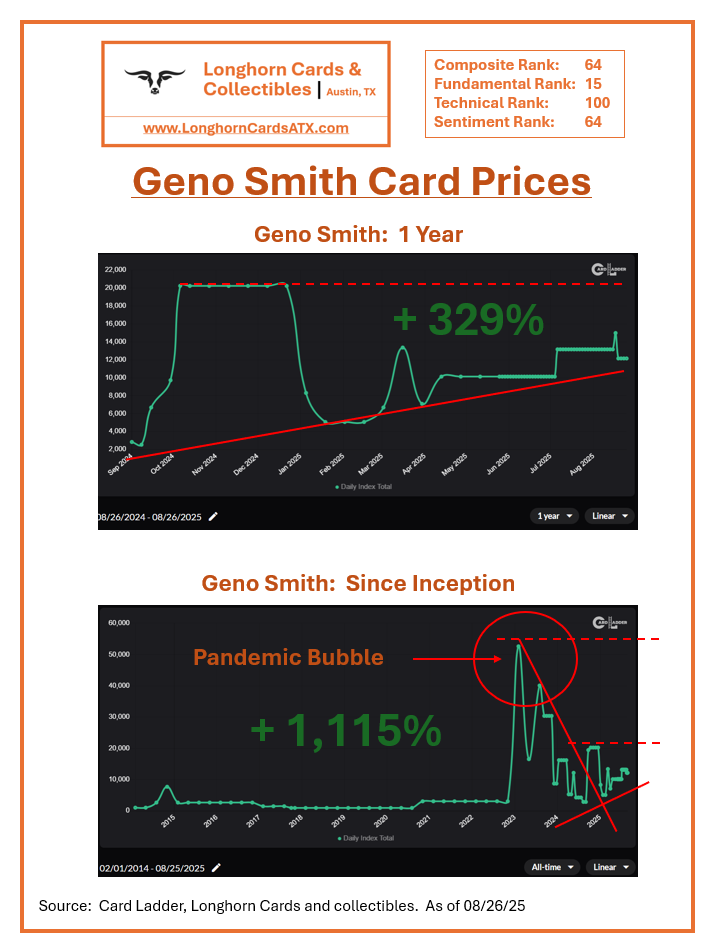 Longhorn Cards &
Collectibles | Austin, TX
www.LonghornCardsATX.com
Composite Rank: 64
Fundamental Rank: 15
Technical Rank: 100
Sentiment Rank: 64
Geno Smith Card Prices
Geno Smith: 1 Year
CARD LADDER
22,000
20,000
18,000
16,000
14,000
12,000
10,000
8,000
6,000
4,000
2,000
+ 329%
Sep 2024
Oct 2024
Nov 2024
Dec 2024
Jan 2025
Feb 2025
Mar 2025
Apr 2025
May 2025
Jun 2025
Jul 2025
Aug 2025
Daily Index Total
08/26/2024 - 08/26/2025
1 year
Linear
Geno Smith: Since Inception
CARD LADDER
60,000
50,000
40,000
30,000
20,000
10,000
0
Pandemic Bubble
+ 1,115%
2015
2016
2017
2018
2019
2020
2021
2022
2023
2024
2025
Daily Index Total
02/01/2014 - 08/25/2025
All-time
Linear
Source: Card Ladder, Longhorn Cards and collectibles. As of 08/26/25